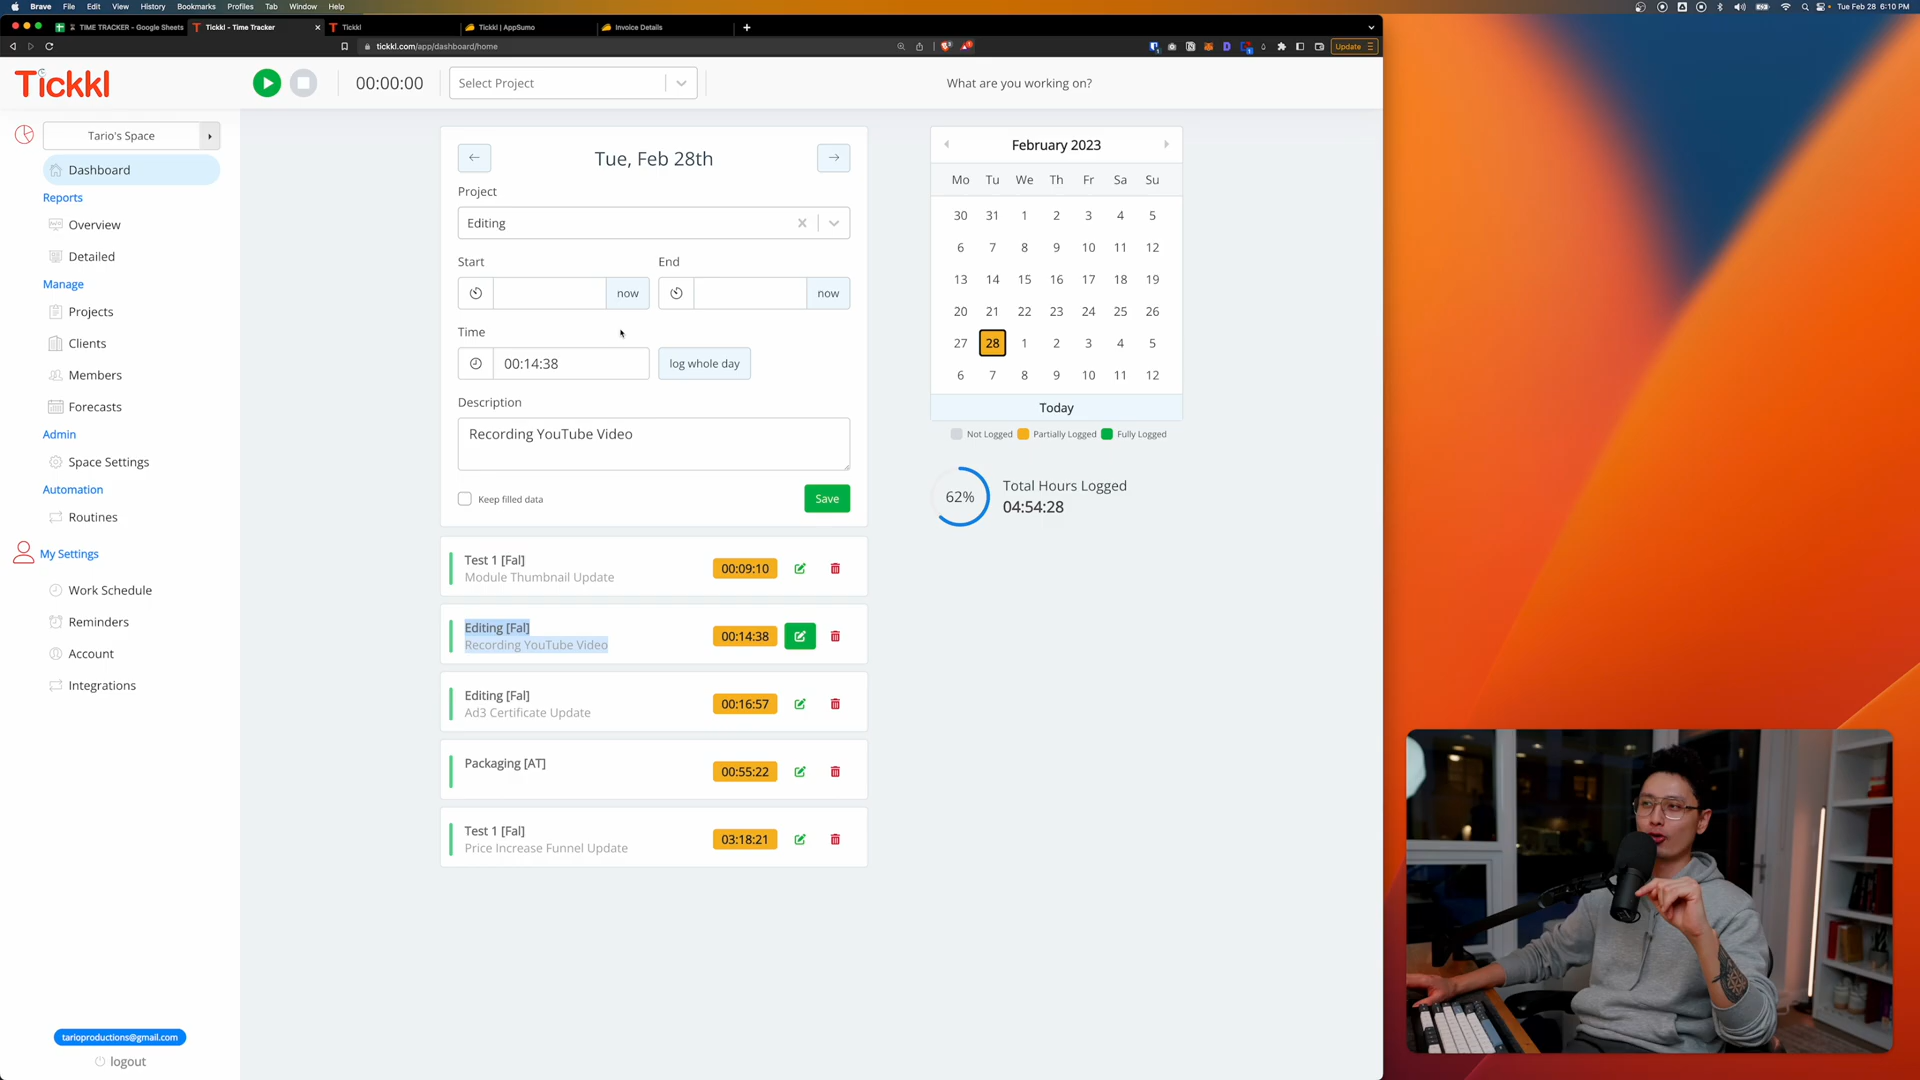 Brave File Edit View History Bookmarks Profiles Tab Window Help
Tue Feb 28 6:10 PM
TIME TRACKER - Google Sheets
Tickkl - Time Tracker
Tickkl
Tickkl | AppSumo
Invoice Details
tickkl.com/app/dashboard/home
Update
Tickkl
00:00:00
Select Project
What are you working on?
Tario's Space
Dashboard
Reports
Overview
Detailed
Manage
Projects
Clients
Members
Forecasts
Admin
Space Settings
Automation
Routines
My Settings
Work Schedule
Reminders
Account
Integrations
tarioproductions@gmail.com
logout
Tue, Feb 28th
Project
Editing
Start
End
now
now
Time
00:14:38
log whole day
Description
Recording YouTube Video
Keep filled data
Save
Test 1 [Fal]
Module Thumbnail Update
00:09:10
Editing [Fal]
Recording YouTube Video
00:14:38
Editing [Fal]
Ad3 Certificate Update
00:16:57
Packaging [AT]
00:55:22
Test 1 [Fal]
Price Increase Funnel Update
03:18:21
February 2023
Mo Tu We Th Fr Sa Su
30 31 1 2 3 4 5
6 7 8 9 10 11 12
13 14 15 16 17 18 19
20 21 22 23 24 25 26
27 28 1 2 3 4 5
6 7 8 9 10 11 12
Today
Not Logged Partially Logged Fully Logged
62%
Total Hours Logged
04:54:28